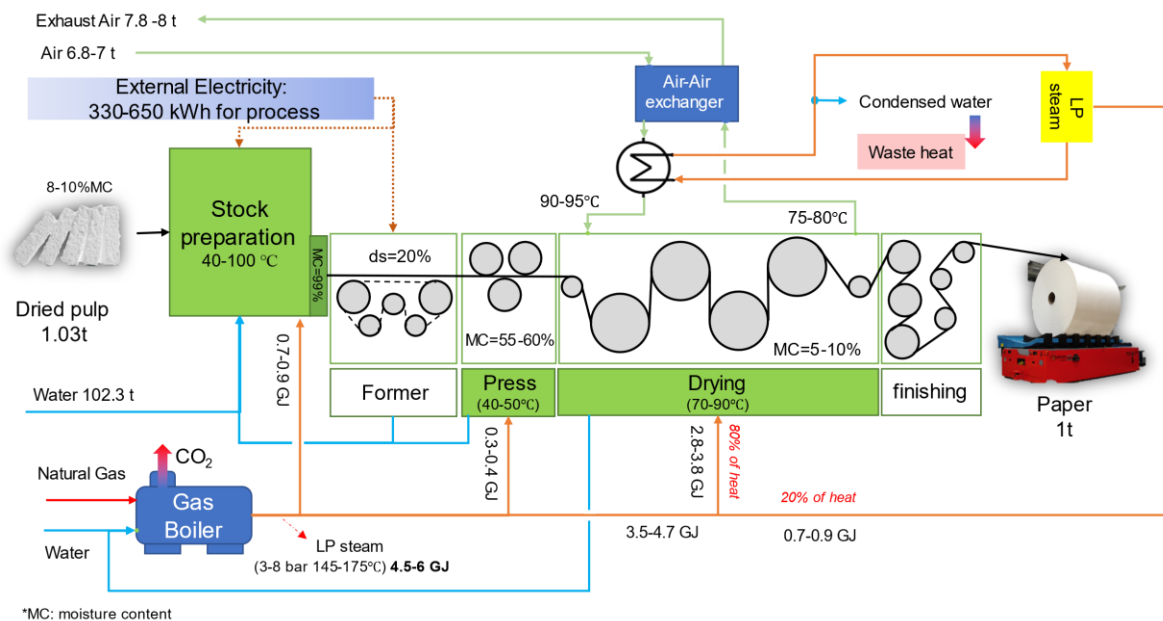 Exhaust Air 7.8 -8 t
Air 6.8-7 t
External Electricity:
330-650 kWh for process
Air-Air
exchanger
Condensed water
Waste heat
LP
steam
8-10%MC
Stock
preparation
40-100 °C
MC=99%
90-95℃
75-80℃
ds=20%
MC=55-60%
MC=5-10%
Dried pulp
1.03t
Former
Press
(40-50℃)
Drying
(70-90℃)
finishing
Paper
1t
Water 102.3 t
0.7-0.9 GJ
0.3-0.4 GJ
2.8-3.8 GJ
80% of heat
20% of heat
CO2
Natural Gas
Gas
Boiler
Water
LP steam
(3-8 bar 145-175℃) 4.5-6 GJ
3.5-4.7 GJ
0.7-0.9 GJ
*MC: moisture content